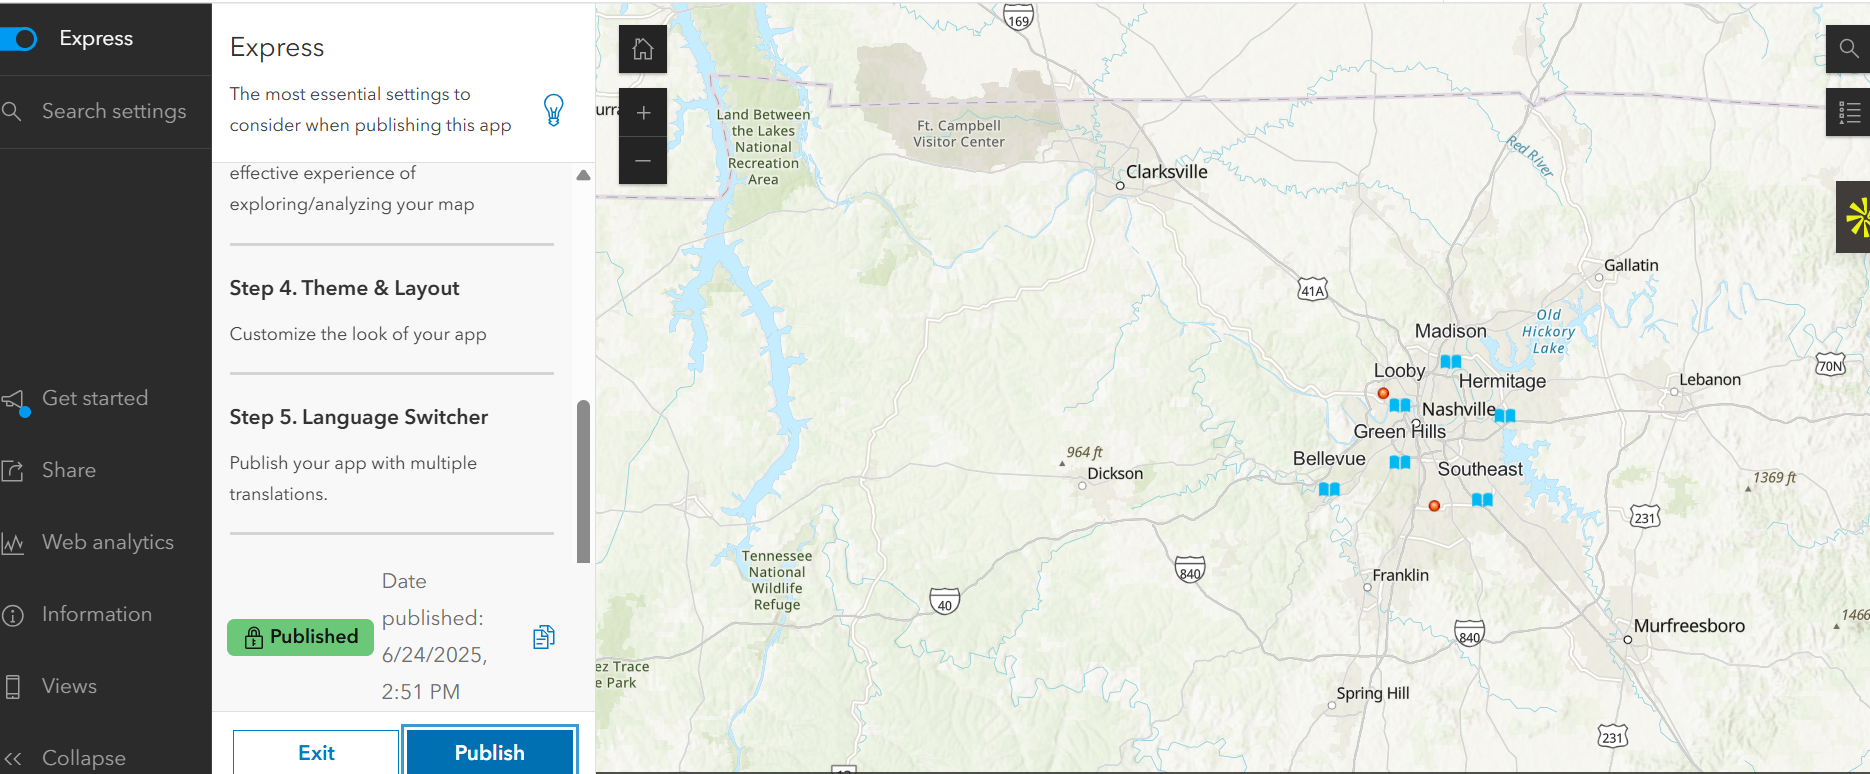 Express
Search settings
Get started
Share
Web analytics
Information
Views
Collapse
Express
The most essential settings to
consider when publishing this app
effective experience of
exploring/analyzing your map
Step 4. Theme & Layout
Customize the look of your app
Step 5. Language Switcher
Publish your app with multiple
translations.
Published
Date
published:
6/24/2025,
2:51 PM
Exit
Publish
169
urra
Land Between
the Lakes
National
Recreation
Area
Ft. Campbell
Visitor Center
Clarksville
Red River
Gallatin
41A
Old
Hickory
Lake
Madison
70N
Looby
Hermitage
Lebanon
Nashville
Green Hills
Bellevue
Southeast
964 ft
Dickson
1369 ft
231
Tennessee
National
Wildlife
Refuge
840
Franklin
40
1466
840
Murfreesboro
ez Trace
e Park
Spring Hill
231